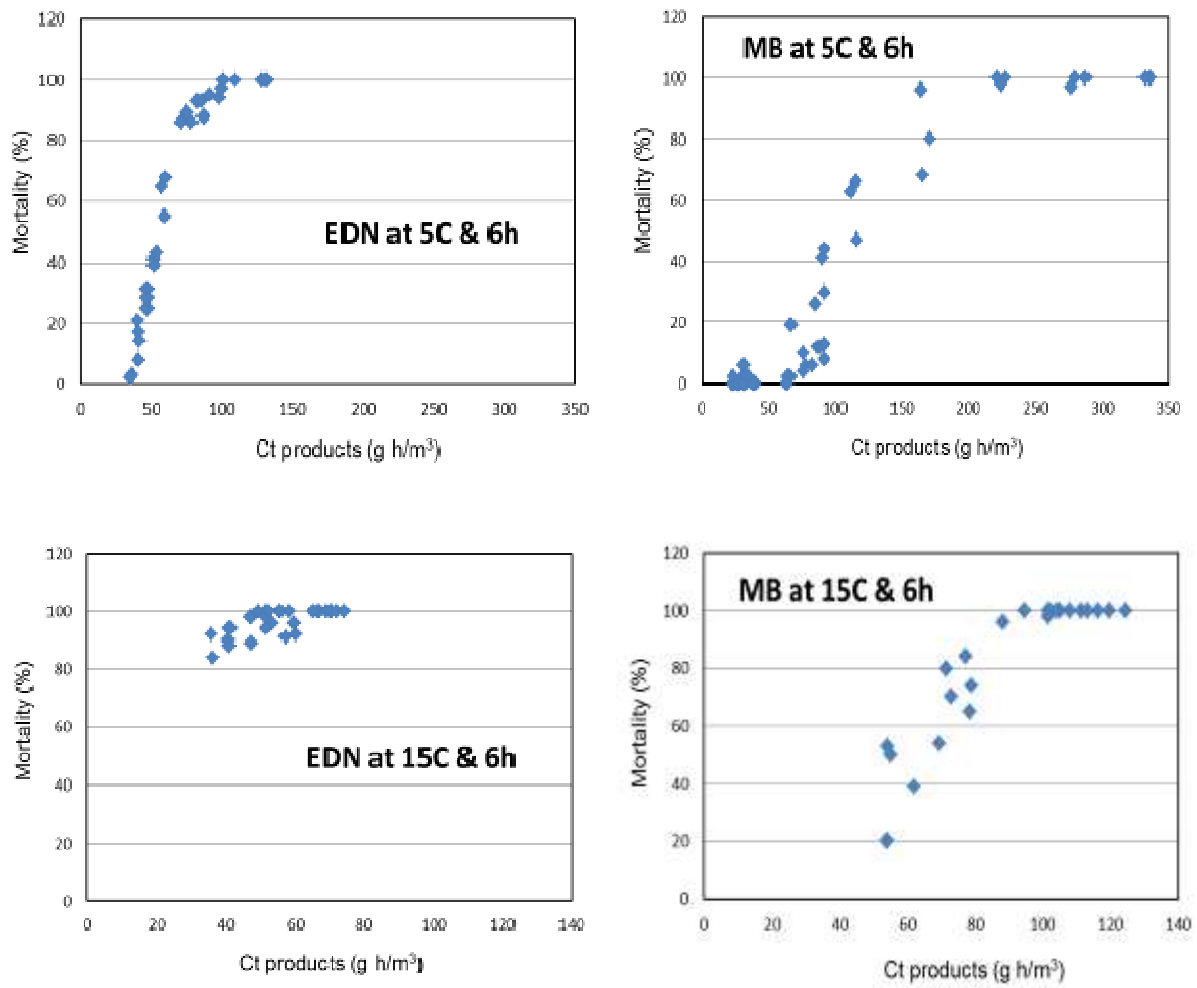 120
100
80
60
40
20
0
Mortality (%)
EDN at 5C & 6h
0 50 100 150 200 250 300 350
Ct products (g h/m³)
120
100
80
60
40
20
0
Mortality (%)
MB at 5C & 6h
0 50 100 150 200 250 300 350
Ct products (g h/m³)
120
100
80
60
40
20
0
Mortality (%)
EDN at 15C & 6h
0 20 40 60 80 100 120 140
Ct products (g h/m³)
120
100
80
60
40
20
0
Mortality (%)
MB at 15C & 6h
0 20 40 60 80 100 120 140
Ct products (g h/m³)